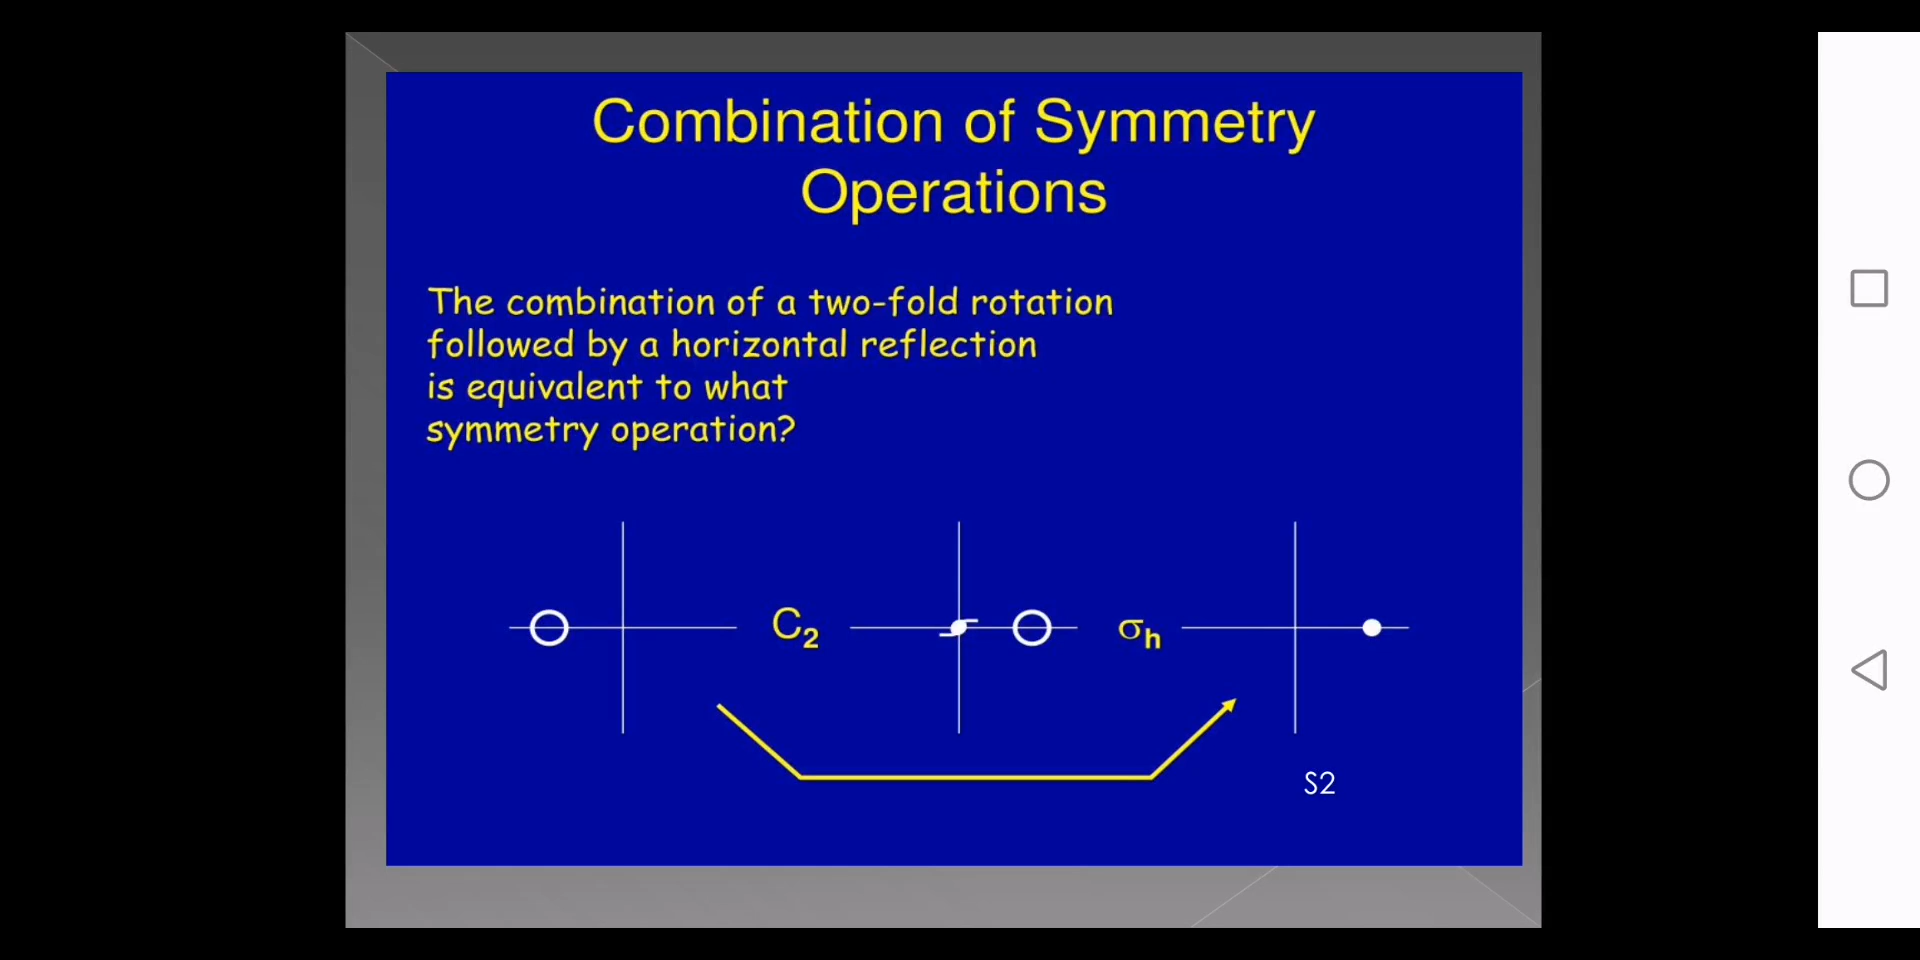 Combination of Symmetry
Operations
The combination of a two-fold rotation
followed by a horizontal reflection
is equivalent to what
symmetry operation?
C₂ σₕ
S2